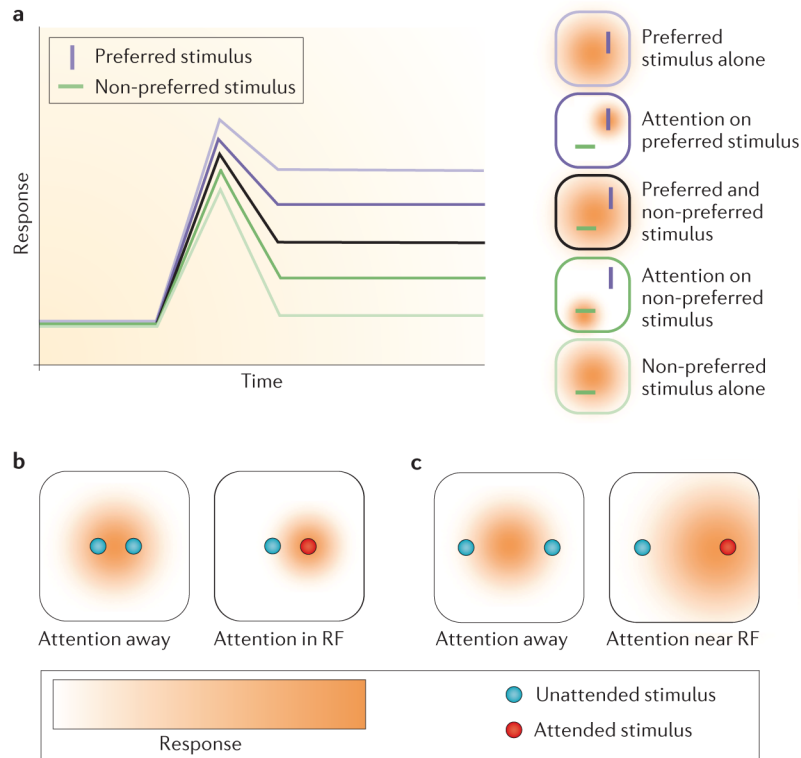 a
Preferred stimulus
Non-preferred stimulus
Response
Time
Preferred
stimulus alone
Attention on
preferred stimulus
Preferred and
non-preferred
stimulus
Attention on
non-preferred
stimulus
Non-preferred
stimulus alone
b
Attention away
Attention in RF
c
Attention away
Attention near RF
Response
Unattended stimulus
Attended stimulus